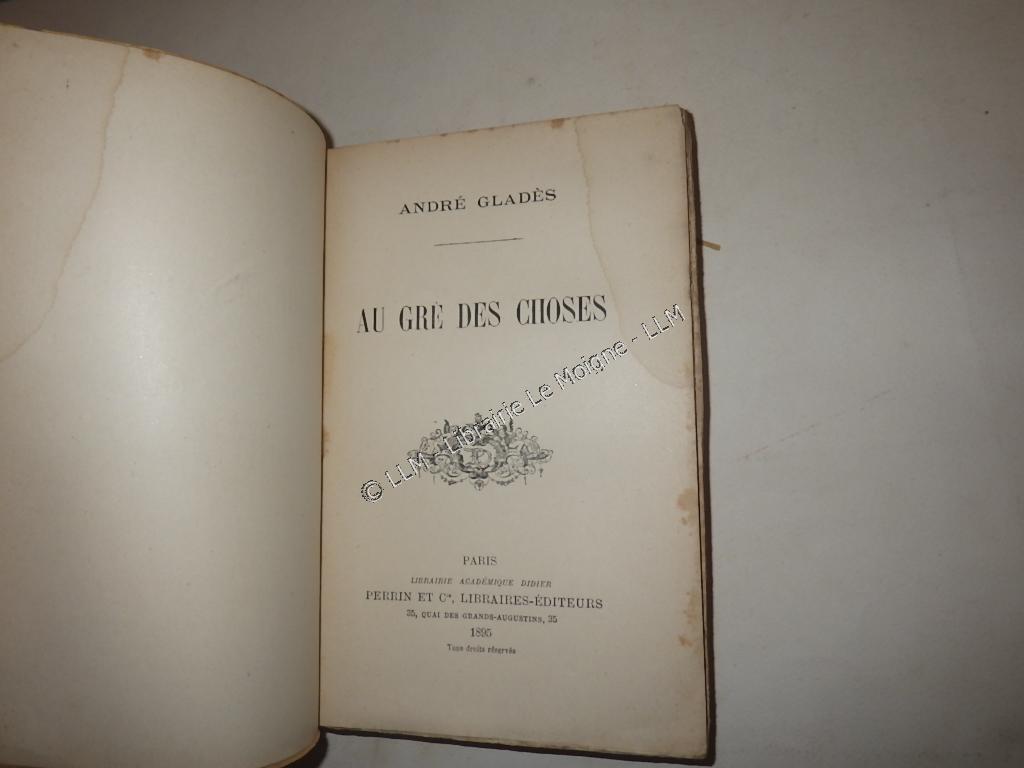 ANDRÉ GLADÈS
AU GRÉ DES CHOSES
© LLM - Librairie Le Moigne - LLM
PARIS
LIBRAIRIE ACADÉMIQUE DIDIER
PERRIN ET Cie, LIBRAIRES-ÉDITEURS
35, QUAI DES GRANDS-AUGUSTINS, 35
1895
Tous droits réservés